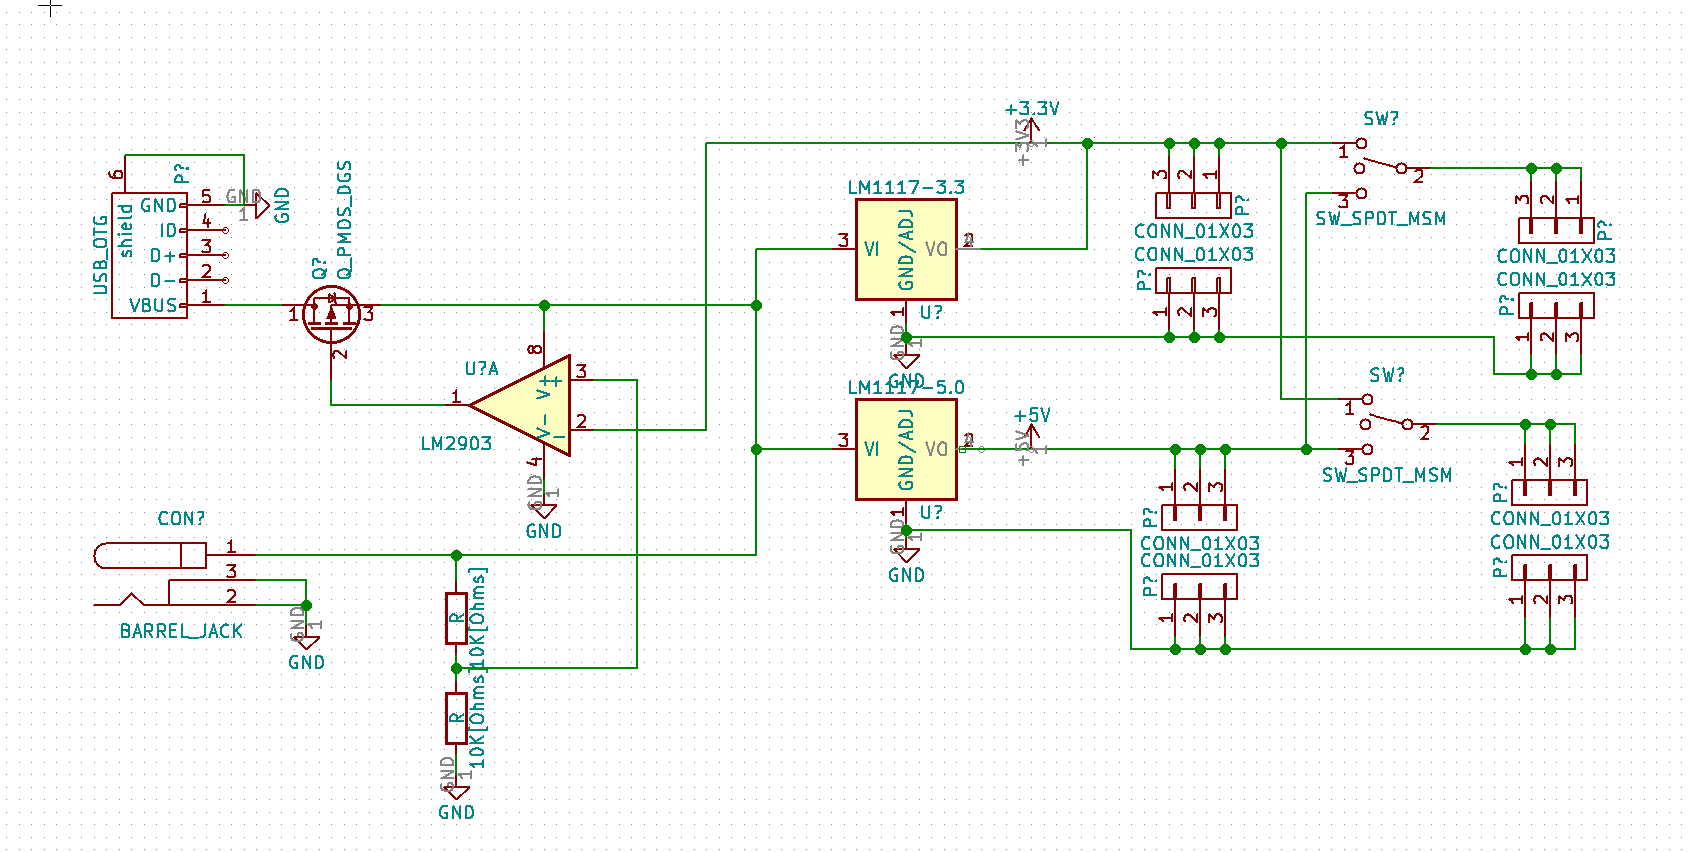 6
P?
USB_OTG
shield
GND
5
GND
1
GND
ID
4
D+
3
D-
2
VBUS
1
Q?
Q_PMOS_DGS
1
3
2
U?A
8
V+
+
3
1
V-
-
2
LM2903
4
GND
1
GND
CON?
1
3
2
BARREL_JACK
GND
1
GND
R
10K[Ohms]
R
10K[Ohms]
GND
1
GND
+3.3V
+3V3
1
LM1117-3.3
3
VI
GND/ADJ
VO
1
U?
GND
1
GND
LM1117-5.0
3
VI
GND/ADJ
VO
1
U?
GND
1
GND
+5V
+5V
1
3
2
1
P?
CONN_01X03
CONN_01X03
P?
1
2
3
SW?
1
2
3
SW_SPDT_MSM
3
2
1
P?
CONN_01X03
CONN_01X03
P?
1
2
3
SW?
1
2
3
SW_SPDT_MSM
1
2
3
P?
CONN_01X03
CONN_01X03
P?
1
2
3
1
2
3
P?
CONN_01X03
CONN_01X03
P?
1
2
3